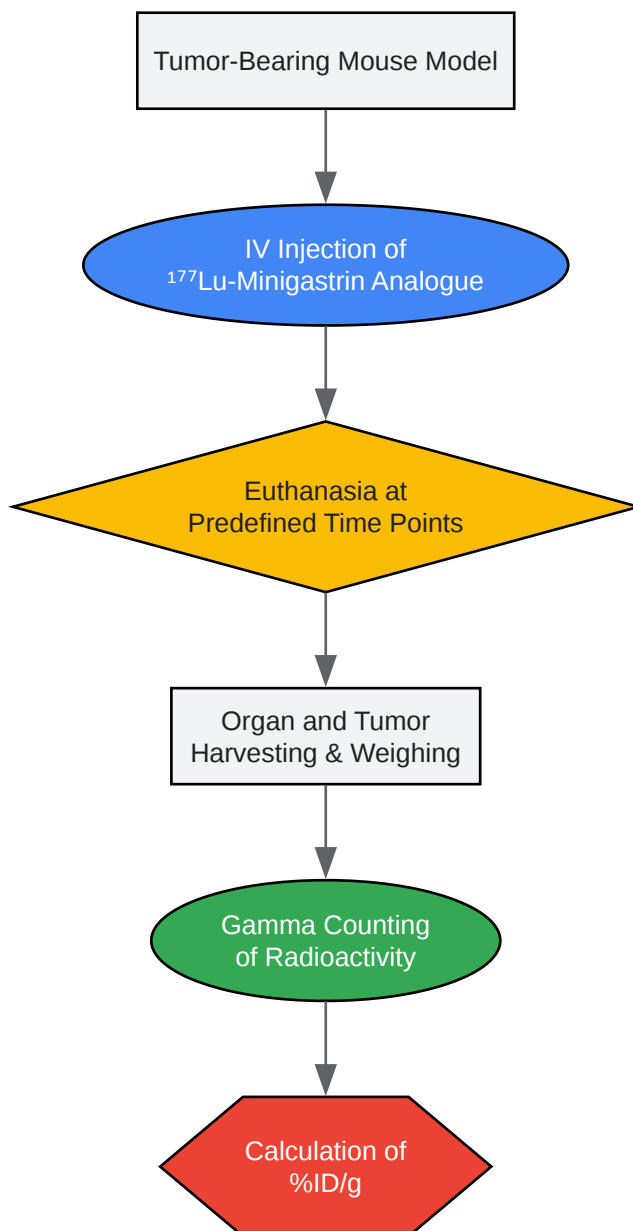 Tumor-Bearing Mouse Model
IV Injection of
¹⁷⁷Lu-Minigastrin Analogue
Euthanasia at
Predefined Time Points
Organ and Tumor
Harvesting & Weighing
Gamma Counting
of Radioactivity
Calculation of
%ID/g